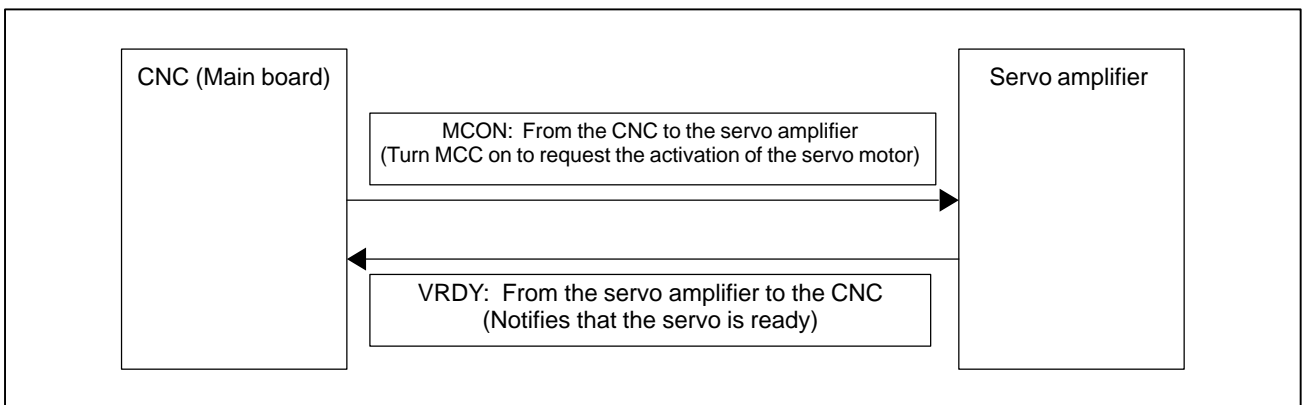 CNC (Main board)
Servo amplifier
MCON: From the CNC to the servo amplifier
(Turn MCC on to request the activation of the servo motor)
VRDY: From the servo amplifier to the CNC
(Notifies that the servo is ready)